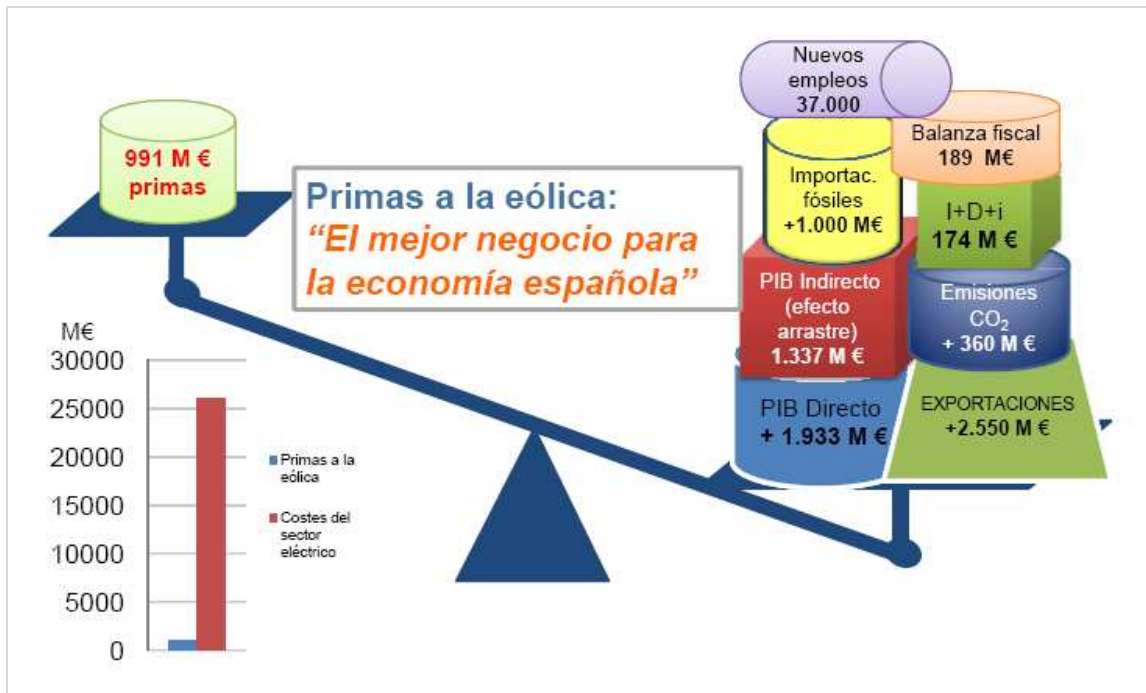 991 M €
primas
Primas a la eólica:
“El mejor negocio para
la economía española”
Nuevos
empleos
37.000
Balanza fiscal
189 M€
Importac.
fósiles
+1.000 M€
I+D+i
174 M €
PIB Indirecto
(efecto
arrastre)
1.337 M €
Emisiones
CO₂
+ 360 M €
PIB Directo
+ 1.933 M €
EXPORTACIONES
+2.550 M €
M€
30000
25000
20000
15000
10000
5000
0
Primas a la
eólica
Costes del
sector
eléctrico